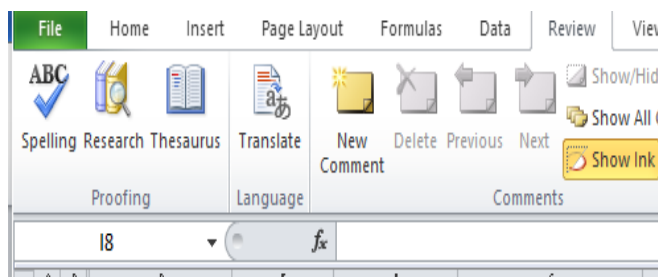 File Home Insert Page Layout Formulas Data Review View
ABC
Spelling Research Thesaurus Translate New Comment Delete Previous Next
Show/Hid
Show All
Show Ink
Proofing Language Comments
I8 fx